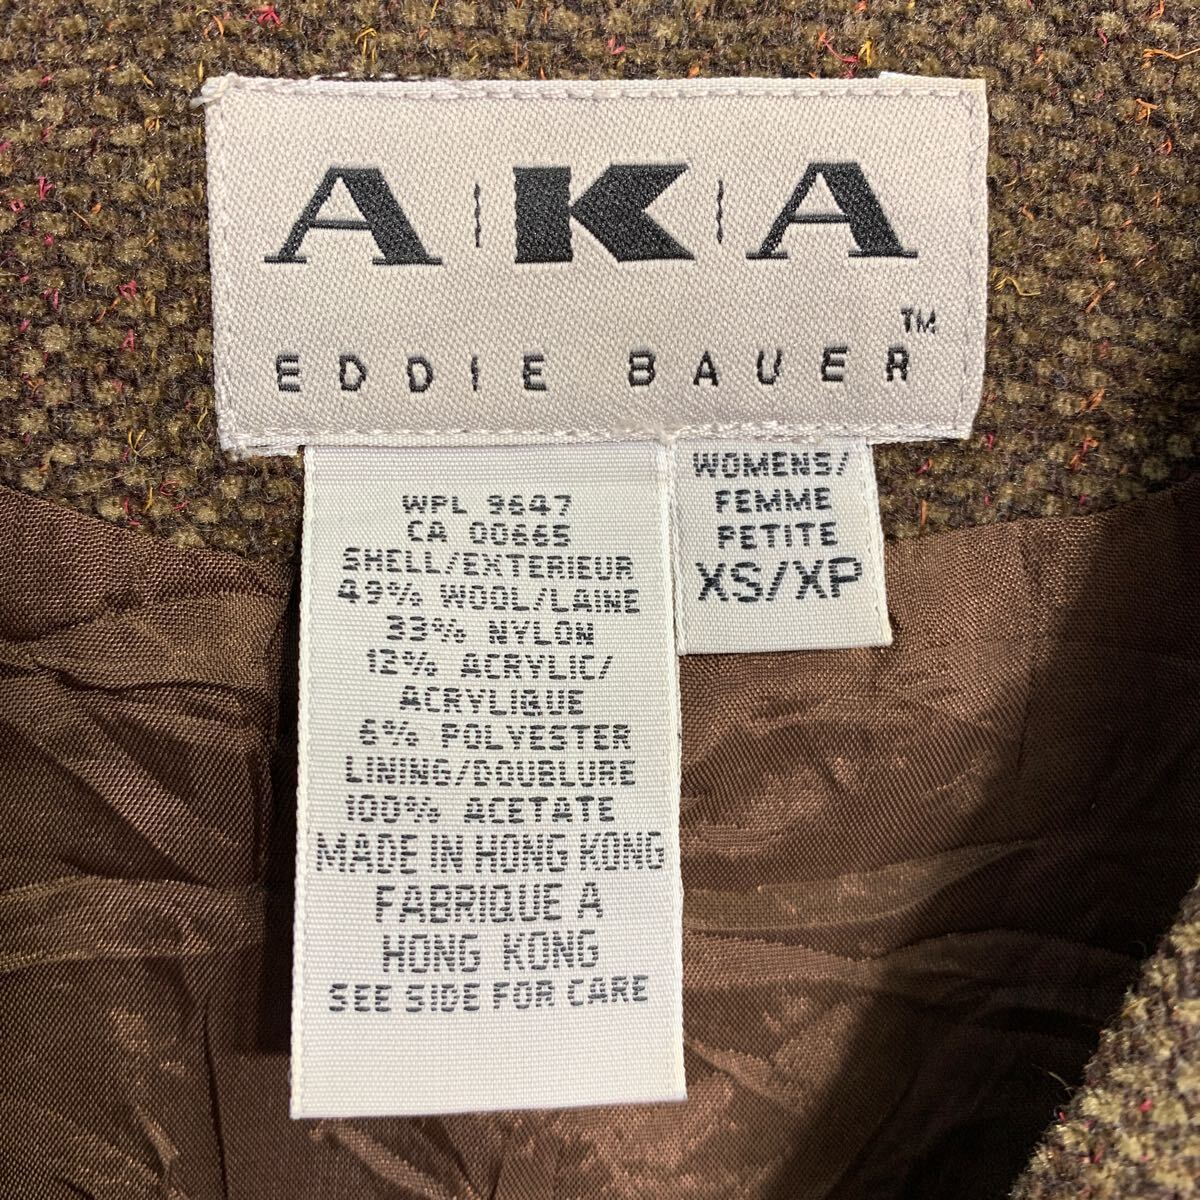 A|K|A
TM
EDDIE BAUER
WPL 9647
CA 00665
SHELL/EXTERIEUR
49% WOOL/LAINE
33% NYLON
12% ACRYLIC/
ACRYLIQUE
6% POLYESTER
LINING/DOUBLURE
100% ACETATE
MADE IN HONG KONG
FABRIQUE A
HONG KONG
SEE SIDE FOR CARE
WOMENS/
FEMME
PETITE
XS/XP